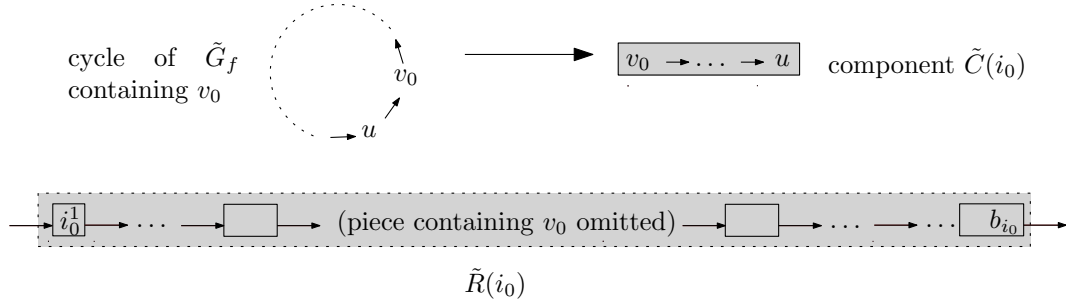 cycle of G̃_f
containing v_0
v_0
u
v_0 → … → u
component C̃(i_0)
i_0^1 … (piece containing v_0 omitted) … … b_{i_0}
R̃(i_0)